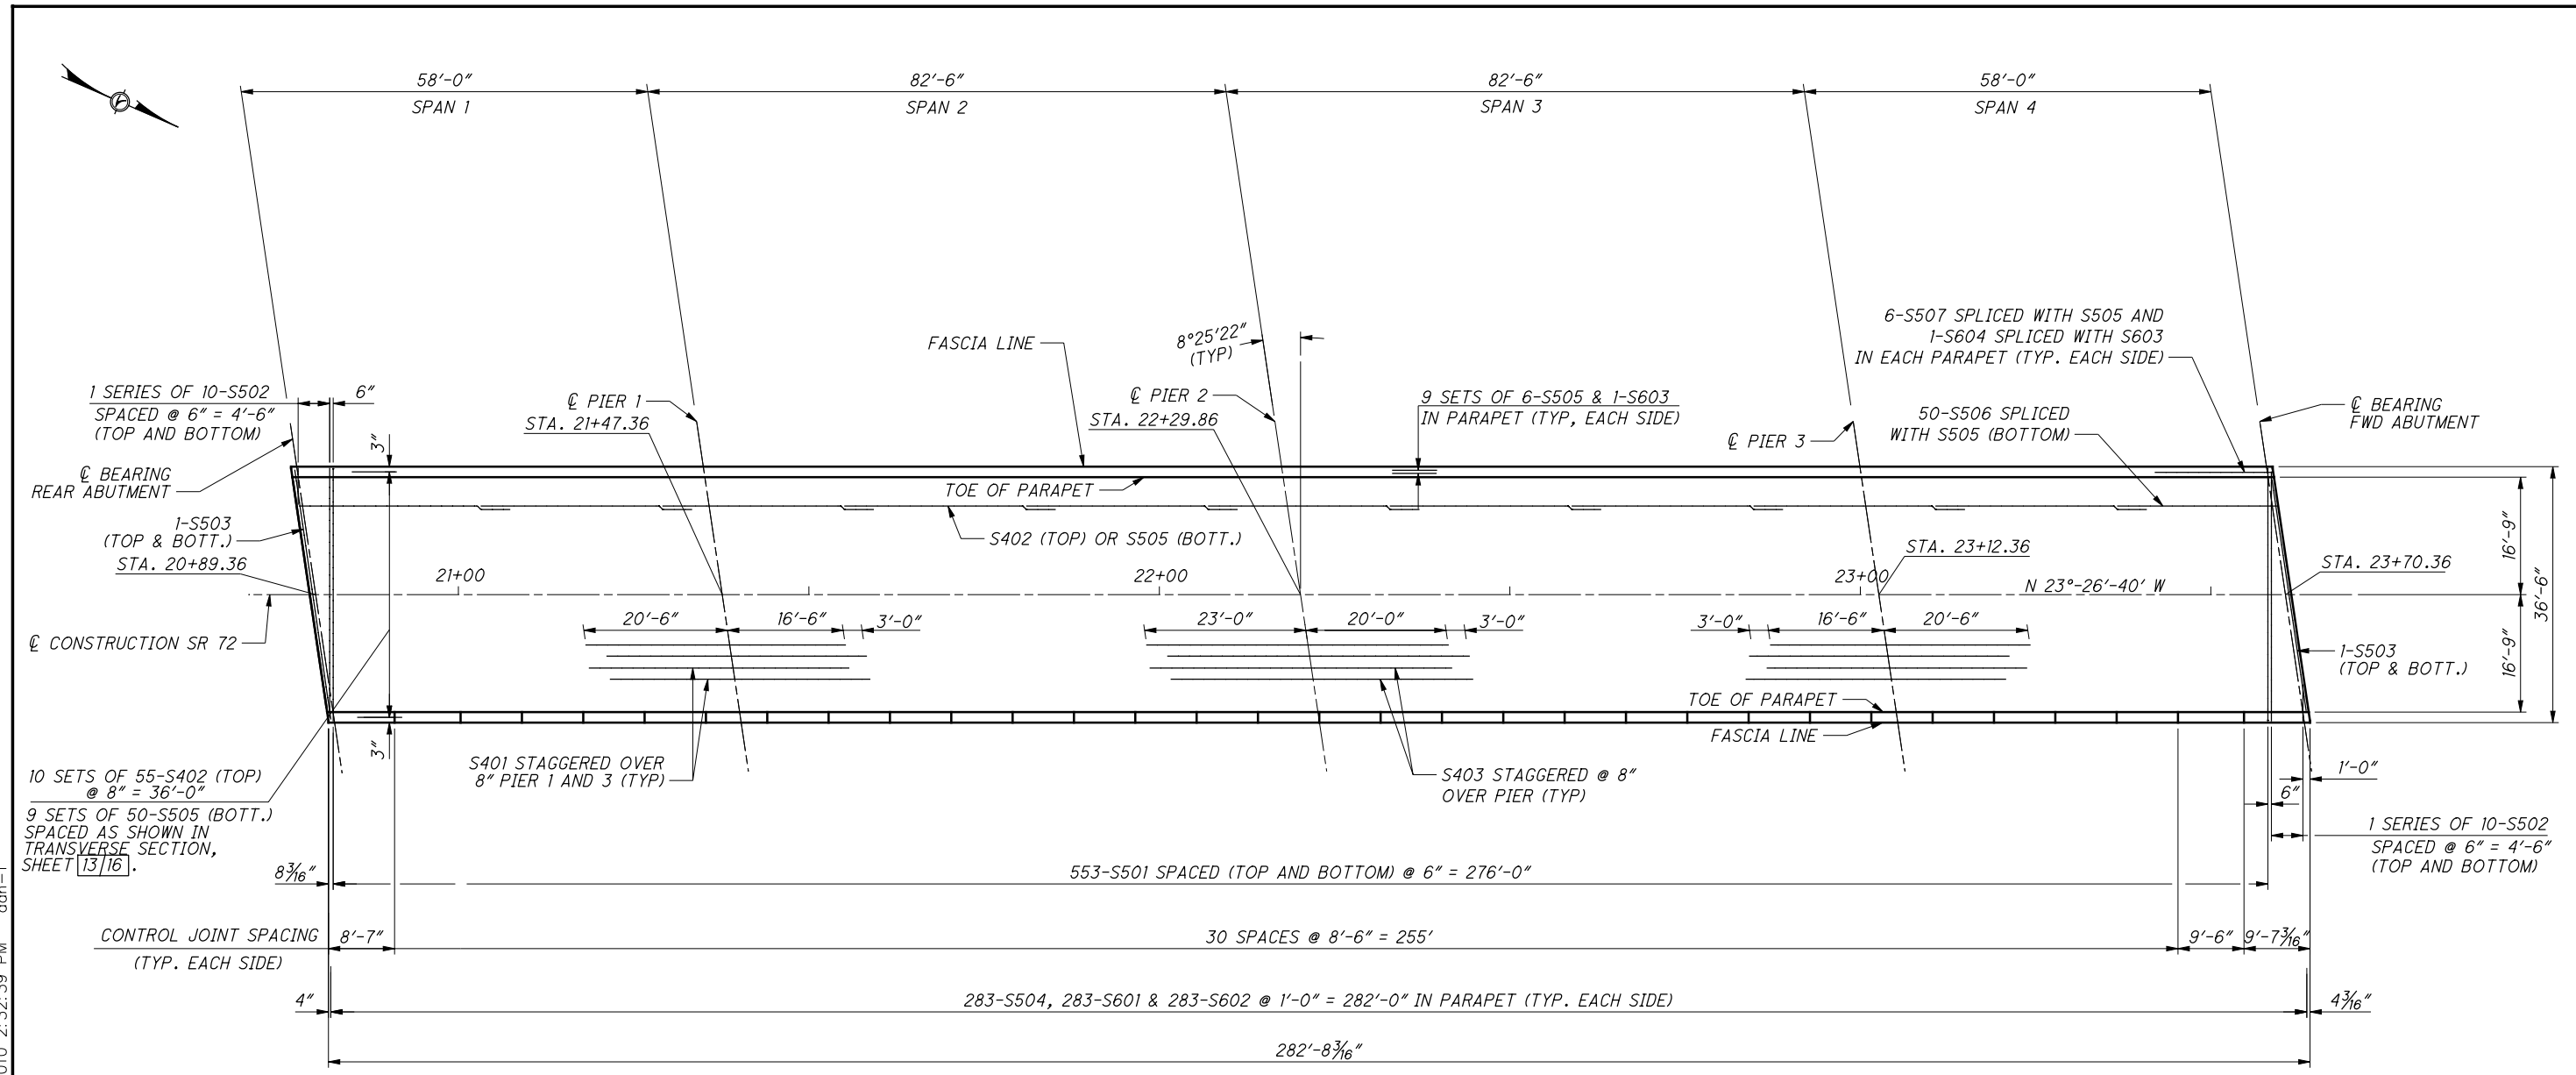 58'-0"
82'-6"
82'-6"
58'-0"
SPAN 1
SPAN 2
SPAN 3
SPAN 4
6-S507 SPLICED WITH S505 AND
1-S604 SPLICED WITH S603
IN EACH PARAPET (TYP. EACH SIDE)
8°25'22"
(TYP)
FASCIA LINE
1 SERIES OF 10-S502
SPACED @ 6" = 4'-6"
(TOP AND BOTTOM)
6"
3"
℄ PIER 1
STA. 21+47.36
℄ PIER 2
STA. 22+29.86
9 SETS OF 6-S505 & 1-S603
IN PARAPET (TYP, EACH SIDE)
50-S506 SPLICED
WITH S505 (BOTTOM)
℄ PIER 3
℄ BEARING
FWD ABUTMENT
℄ BEARING
REAR ABUTMENT
TOE OF PARAPET
1-S503
(TOP & BOTT.)
STA. 20+89.36
S402 (TOP) OR S505 (BOTT.)
STA. 23+12.36
STA. 23+70.36
16'-9"
36'-6"
16'-9"
21+00
22+00
23+00
N 23°-26'-40' W
℄ CONSTRUCTION SR 72
20'-6"
16'-6"
3'-0"
23'-0"
20'-0"
3'-0"
3'-0"
16'-6"
20'-6"
1-S503
(TOP & BOTT.)
TOE OF PARAPET
FASCIA LINE
3"
S401 STAGGERED OVER
8" PIER 1 AND 3 (TYP)
S403 STAGGERED @ 8"
OVER PIER (TYP)
10 SETS OF 55-S402 (TOP)
@ 8" = 36'-0"
9 SETS OF 50-S505 (BOTT.)
SPACED AS SHOWN IN
TRANSVERSE SECTION,
SHEET 13/16.
1'-0"
6"
1 SERIES OF 10-S502
SPACED @ 6" = 4'-6"
(TOP AND BOTTOM)
8 3/16"
553-S501 SPACED (TOP AND BOTTOM) @ 6" = 276'-0"
CONTROL JOINT SPACING
(TYP. EACH SIDE)
8'-7"
30 SPACES @ 8'-6" = 255'
9'-6"
9'-7 3/16"
4"
283-S504, 283-S601 & 283-S602 @ 1'-0" = 282'-0" IN PARAPET (TYP. EACH SIDE)
4 3/16"
282'-8 3/16"
2:52:59 PM